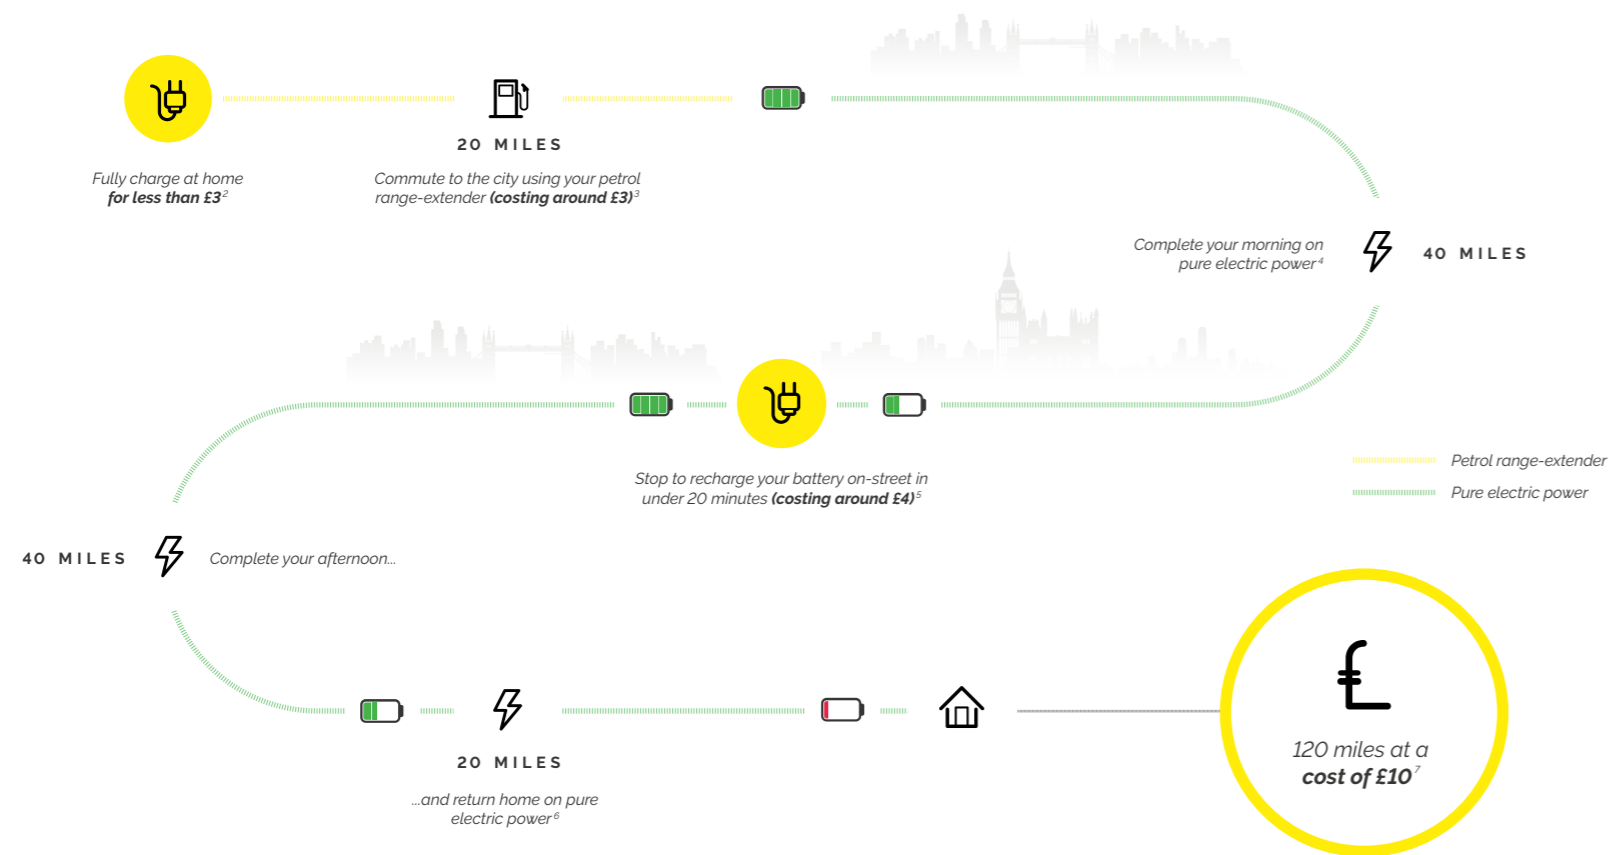 20 MILES
Fully charge at home
for less than £3²
Commute to the city using your petrol
range-extender (costing around £3)³
Complete your morning on
pure electric power⁴
40 MILES
Stop to recharge your battery on-street in
under 20 minutes (costing around £4)⁵
Petrol range-extender
Pure electric power
40 MILES
Complete your afternoon...
20 MILES
...and return home on pure
electric power⁶
£
120 miles at a
cost of £10⁷